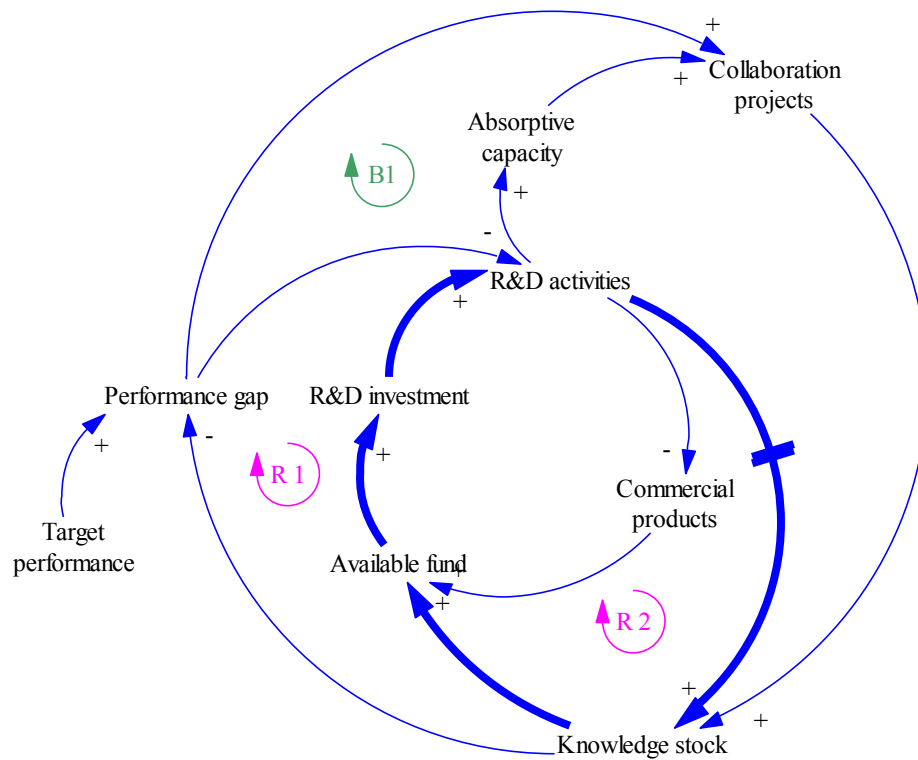 +
Collaboration
projects
+
Absorptive
capacity
B1
+
-
R&D activities
+
Performance gap
R&D investment
+
-
+
-
R 1
Commercial
products
Target
performance
Available fund
+
+
R 2
+
+
Knowledge stock